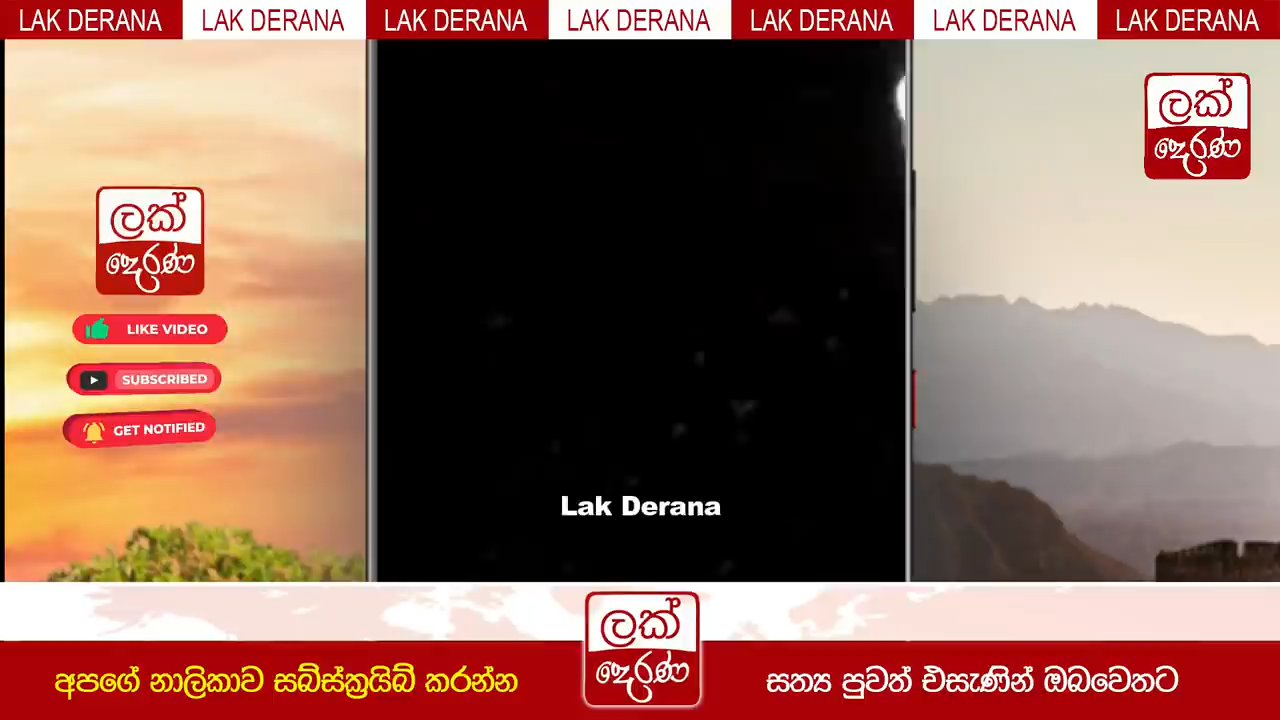 LAK DERANA LAK DERANA LAK DERANA LAK DERANA LAK DERANA LAK DERANA LAK DERANA
ලක්
දෙරණ
ලක්
දෙරණ
LIKE VIDEO
SUBSCRIBED
GET NOTIFIED
Lak Derana
ලක්
දෙරණ
අපගේ නාලිකාව සබ්ස්ක්‍රයිබ් කරන්න
සත්‍ය පුවත් එසැණින් ඔබවෙතට